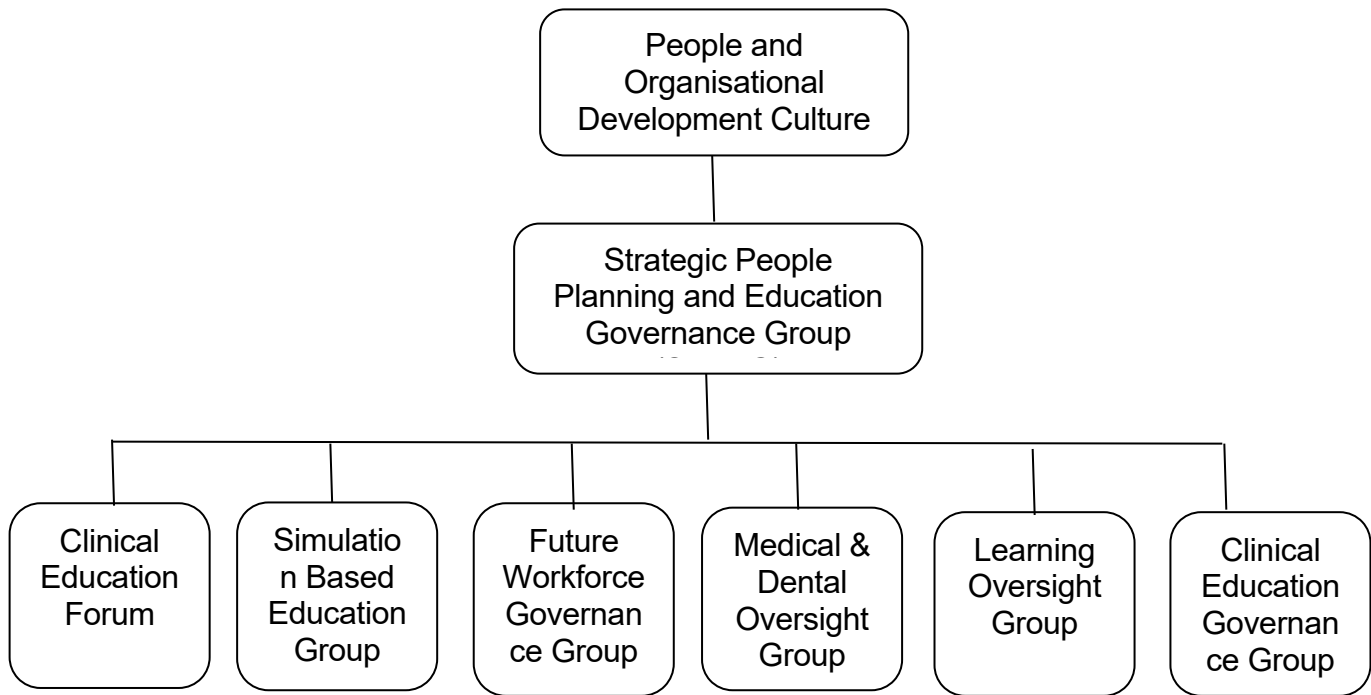 People and
Organisational
Development Culture
Strategic People
Planning and Education
Governance Group
Clinical
Education
Forum
Simulatio
n Based
Education
Group
Future
Workforce
Governan
ce Group
Medical &
Dental
Oversight
Group
Learning
Oversight
Group
Clinical
Education
Governan
ce Group